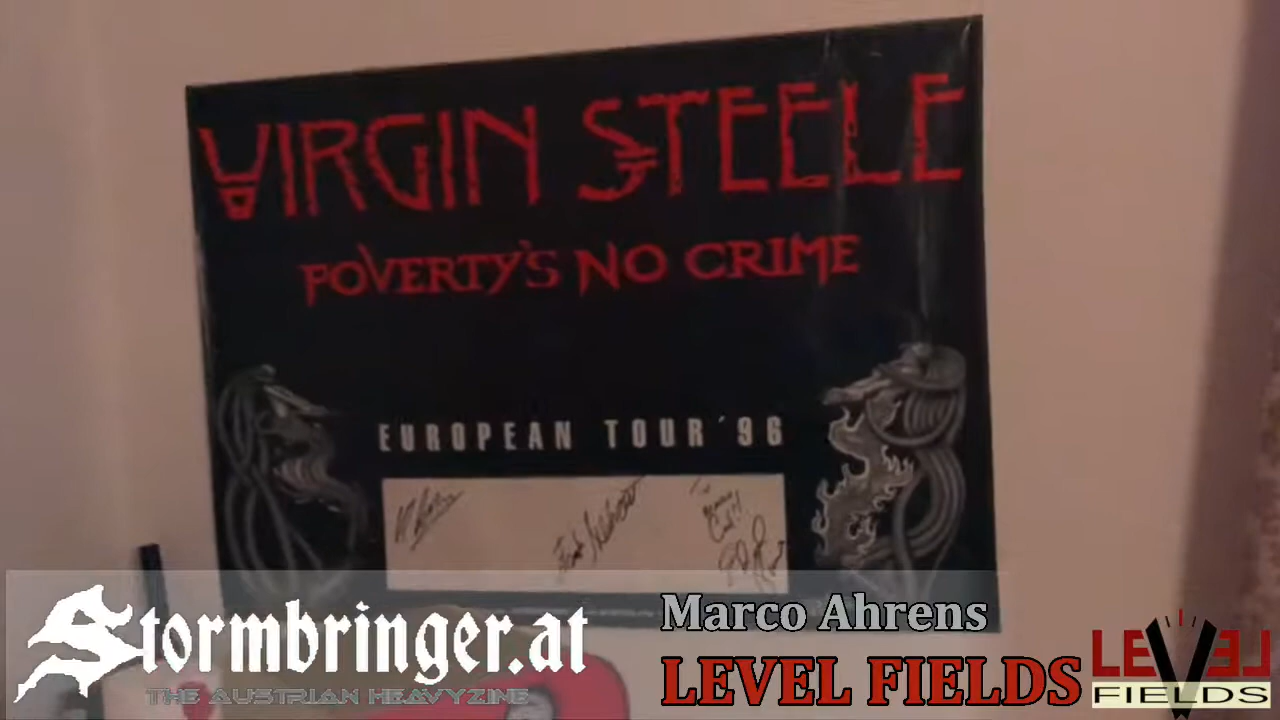 VIRGIN STEELE
POVERTY'S NO CRIME
EUROPEAN TOUR ´96
Stormbringer.at
THE AUSTRIAN HEAVYZINE
Marco Ahrens
LEVEL FIELDS
LEVEL
FIELDS